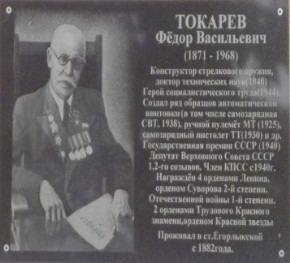 ТОКАРЕВ
Фёдор Васильевич
(1871 - 1968)
Конструктор стрелкового оружия,
доктор технических наук(1940)
Герой социалистического труда(1944).
Создал ряд образцов автоматической
винтовки(в том числе самозарядная
СВТ, 1938), ручной пулемёт МТ (1925),
самозарядный пистолет ТТ(1930) и др.
Государственная премия СССР (1940)
Депутат Верховного Совета СССР
1,2-го созывов. Член КПСС с1940г.
Награждён 4 орденами Ленина,
орденом Суворова 2-й степени,
Отечественной войны 1-й степени,
2 орденами Трудового Красного
знамени,орденом Красной звезды
Проживал в ст.Егорлыкской
с 1882года.